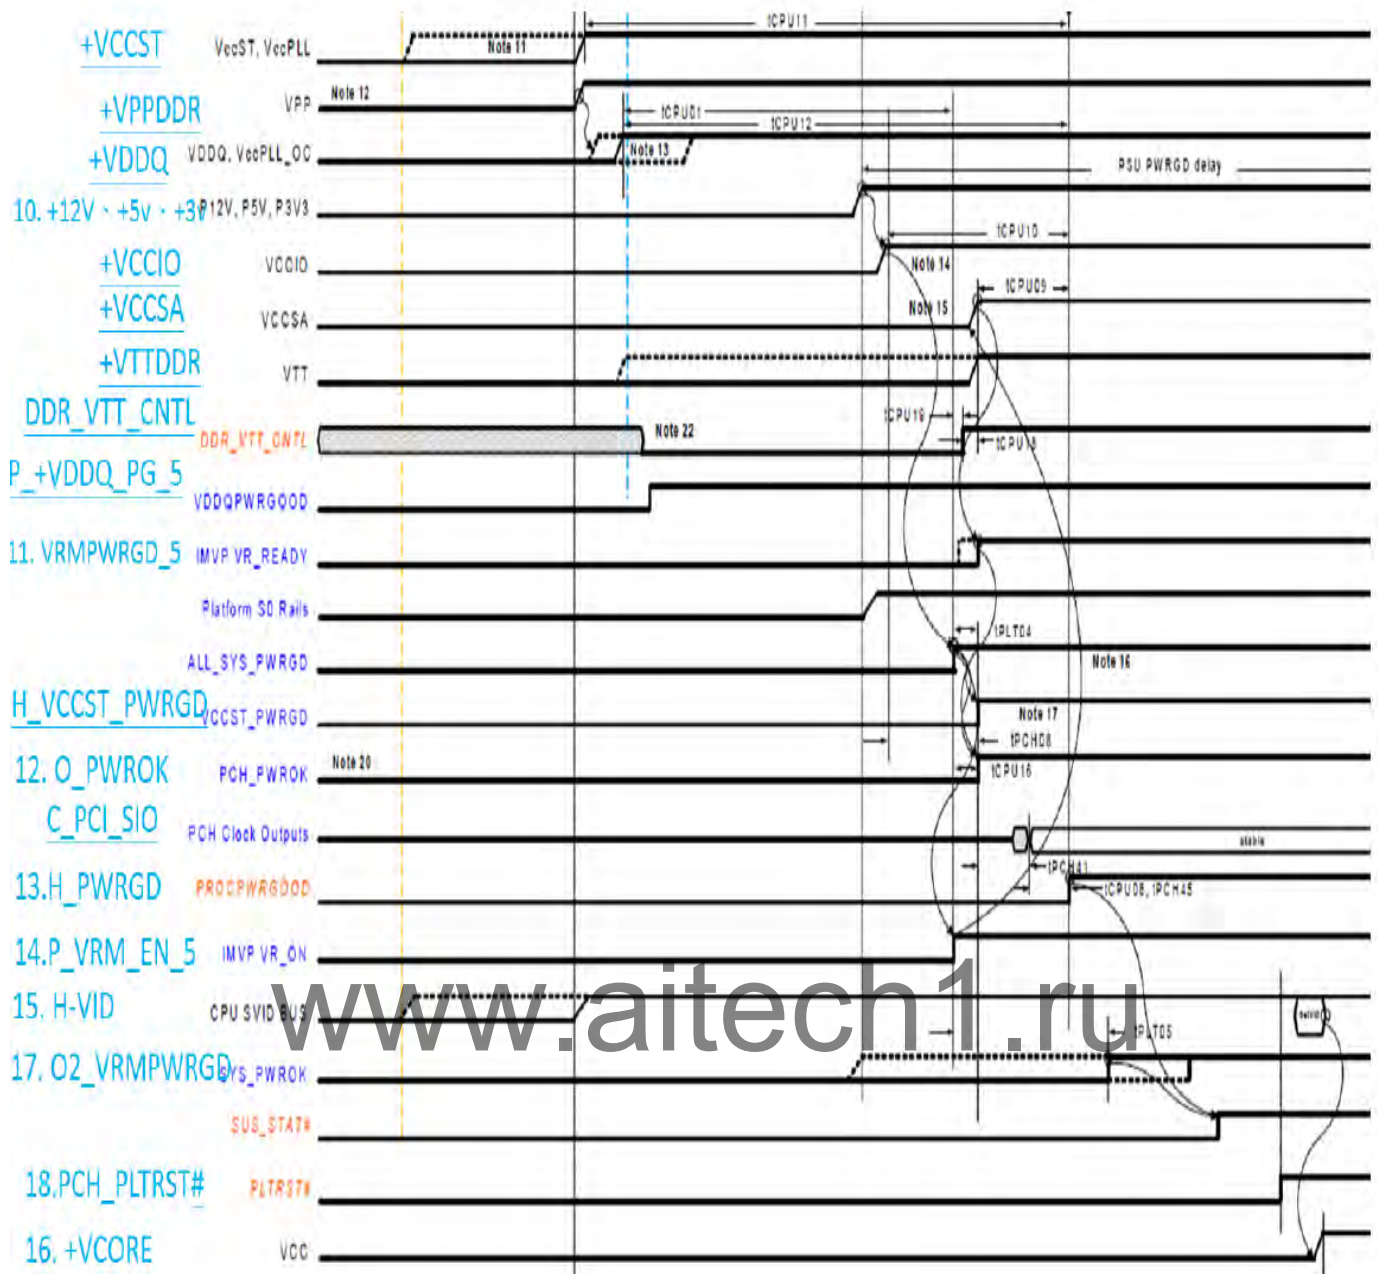 tCPU11
+VCCST VccST, VccPLL Note 11
+VPPDDR VPP Note 12
tCPU01
tCPU12
+VDDQ VDDQ, VccPLL_OC Note 13
PSU PWRGD delay
10. +12V、+5v、+3V P12V, P5V, P3V3
tCPU10
+VCCIO VCCIO Note 14
tCPU09
+VCCSA VCCSA Note 15
+VTTDDR VTT
DDR_VTT_CNTL DDR_VTT_CNTL Note 22 tCPU19 tCPU18
P_+VDDQ_PG_5 VDDQPWRGOOD
11. VRMPWRGD_5 IMVP VR_READY
Platform S0 Rails
tPLT04
ALL_SYS_PWRGD Note 16
H_VCCST_PWRGD VCCST_PWRGD Note 17
tPCH08
12. O_PWROK PCH_PWROK Note 20 tCPU16
C_PCI_SIO PCH Clock Outputs stable
tPCH41
13.H_PWRGD PROCPWRGOOD tCPU08, tPCH45
14.P_VRM_EN_5 IMVP VR_ON
15. H-VID CPU SVID BUS
www.aitech1.ru
tPLT05
17. O2_VRMPWRGD SYS_PWROK
SUS_STAT#
18.PCH_PLTRST# PLTRST#
16. +VCORE VCC